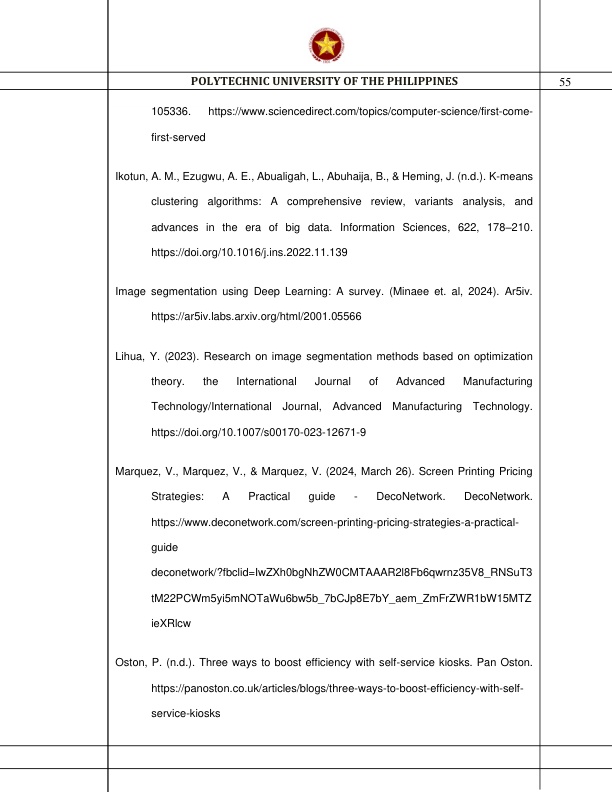 POLYTECHNIC UNIVERSITY OF THE PHILIPPINES 55
105336. https://www.sciencedirect.com/topics/computer-science/first-come-
first-served
Ikotun, A. M., Ezugwu, A. E., Abualigah, L., Abuhaija, B., & Heming, J. (n.d.). K-means
clustering algorithms: A comprehensive review, variants analysis, and
advances in the era of big data. Information Sciences, 622, 178–210.
https://doi.org/10.1016/j.ins.2022.11.139
Image segmentation using Deep Learning: A survey. (Minaee et. al, 2024). Ar5iv.
https://ar5iv.labs.arxiv.org/html/2001.05566
Lihua, Y. (2023). Research on image segmentation methods based on optimization
theory. the International Journal of Advanced Manufacturing
Technology/International Journal, Advanced Manufacturing Technology.
https://doi.org/10.1007/s00170-023-12671-9
Marquez, V., Marquez, V., & Marquez, V. (2024, March 26). Screen Printing Pricing
Strategies: A Practical guide - DecoNetwork. DecoNetwork.
https://www.deconetwork.com/screen-printing-pricing-strategies-a-practical-
guide
deconetwork/?fbclid=IwZXh0bgNhZW0CMTAAAR2l8Fb6qwrnz35V8_RNSuT3
tM22PCWm5yi5mNOTaWu6bw5b_7bCJp8E7bY_aem_ZmFrZWR1bW15MTZ
ieXRlcw
Oston, P. (n.d.). Three ways to boost efficiency with self-service kiosks. Pan Oston.
https://panoston.co.uk/articles/blogs/three-ways-to-boost-efficiency-with-self-
service-kiosks